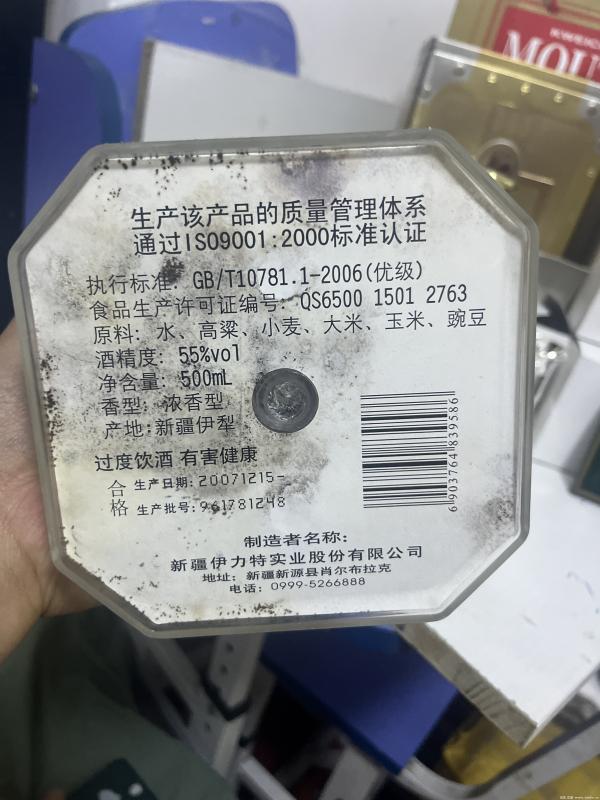 KWEICH
MOU
生产该产品的质量管理体系
通过ISO9001:2000标准认证
执行标准: GB/T10781.1-2006(优级)
食品生产许可证编号: QS6500 1501 2763
原料: 水、高粱、小麦、大米、玉米、豌豆
酒精度: 55%vol
净含量: 500mL
香型: 浓香型
产地:新疆伊犁
过度饮酒 有害健康
合格
生产日期:20071215-
生产批号:961781248
6903764839586
制造者名称:
新疆伊力特实业股份有限公司
地址: 新疆新源县肖尔布拉克
电话: 0999-5266888